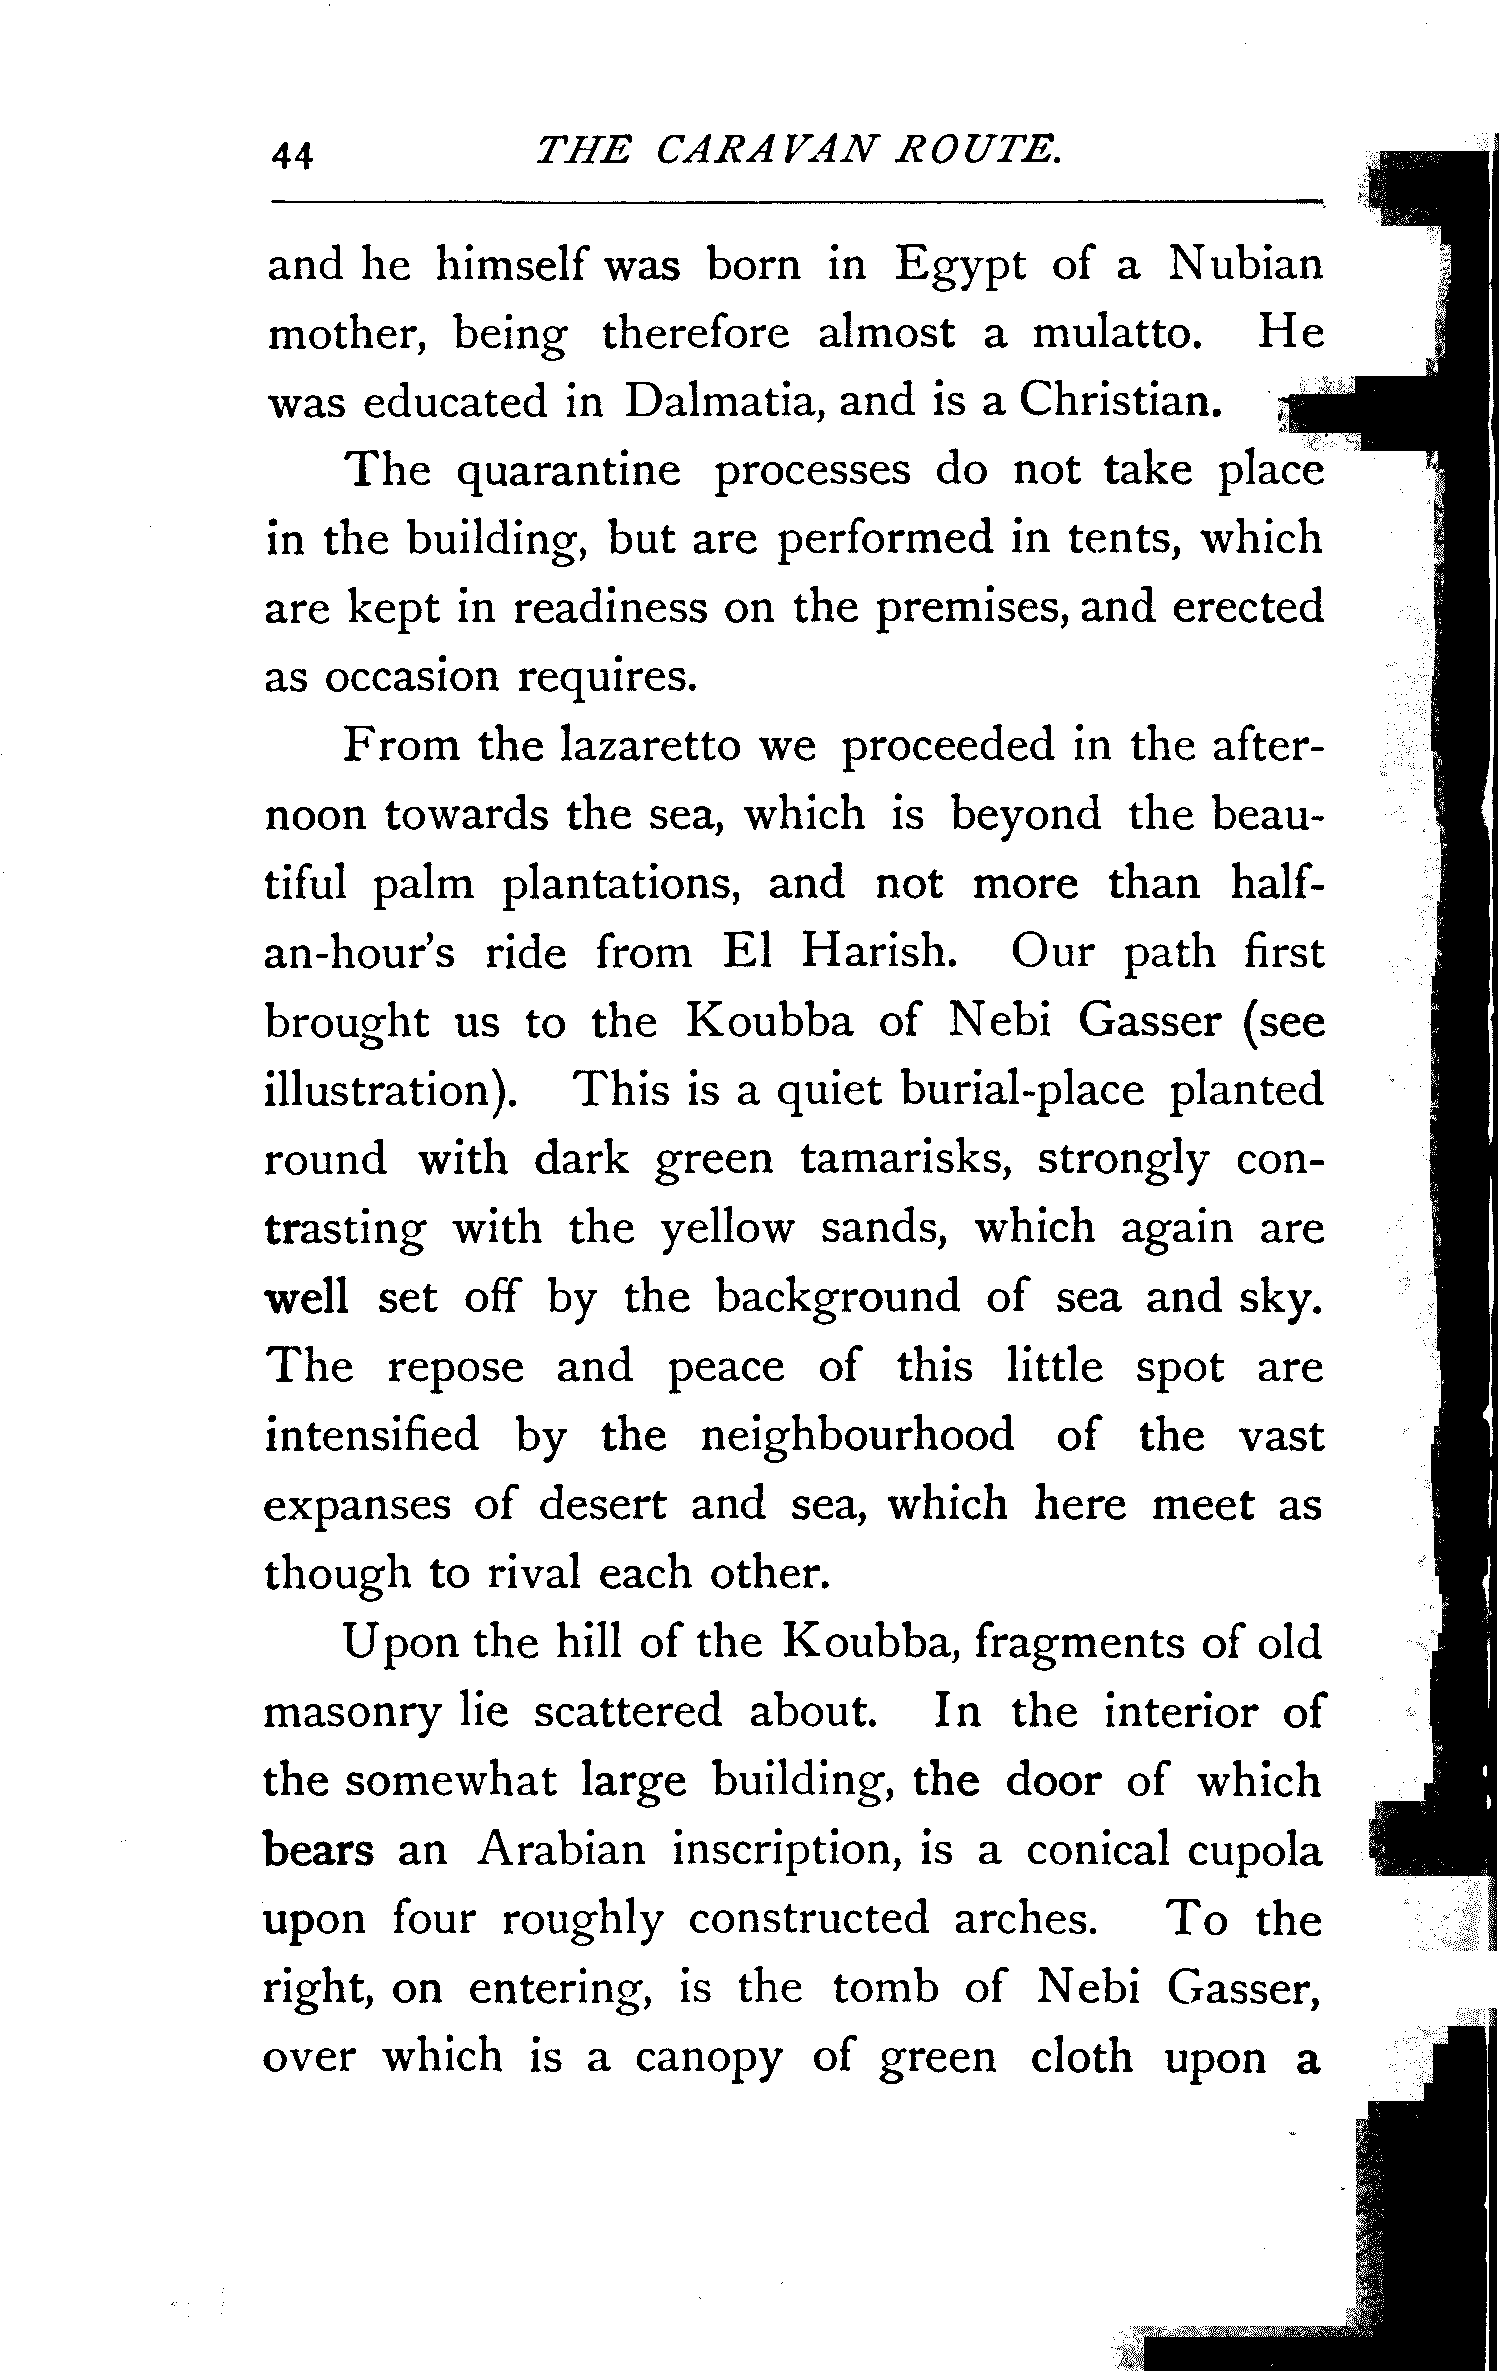 44 THE CARAVAN ROUTE.
and he himself was born in Egypt of a Nubian
mother, being therefore almost a mulatto. He
was educated in Dalmatia, and is a Christian.
The quarantine processes do not take place
in the building, but are performed in tents, which
are kept in readiness on the premises, and erected
as occasion requires.
From the lazaretto we proceeded in the after-
noon towards the sea, which is beyond the beau-
tiful palm plantations, and not more than half-
an-hour's ride from El Harish. Our path first
brought us to the Koubba of Nebi Gasser (see
illustration). This is a quiet burial-place planted
round with dark green tamarisks, strongly con-
trasting with the yellow sands, which again are
well set off by the background of sea and sky.
The repose and peace of this little spot are
intensified by the neighbourhood of the vast
expanses of desert and sea, which here meet as
though to rival each other.
Upon the hill of the Koubba, fragments of old
masonry lie scattered about. In the interior of
the somewhat large building, the door of which
bears an Arabian inscription, is a conical cupola
upon four roughly constructed arches. To the
right, on entering, is the tomb of Nebi Gasser,
over which is a canopy of green cloth upon a